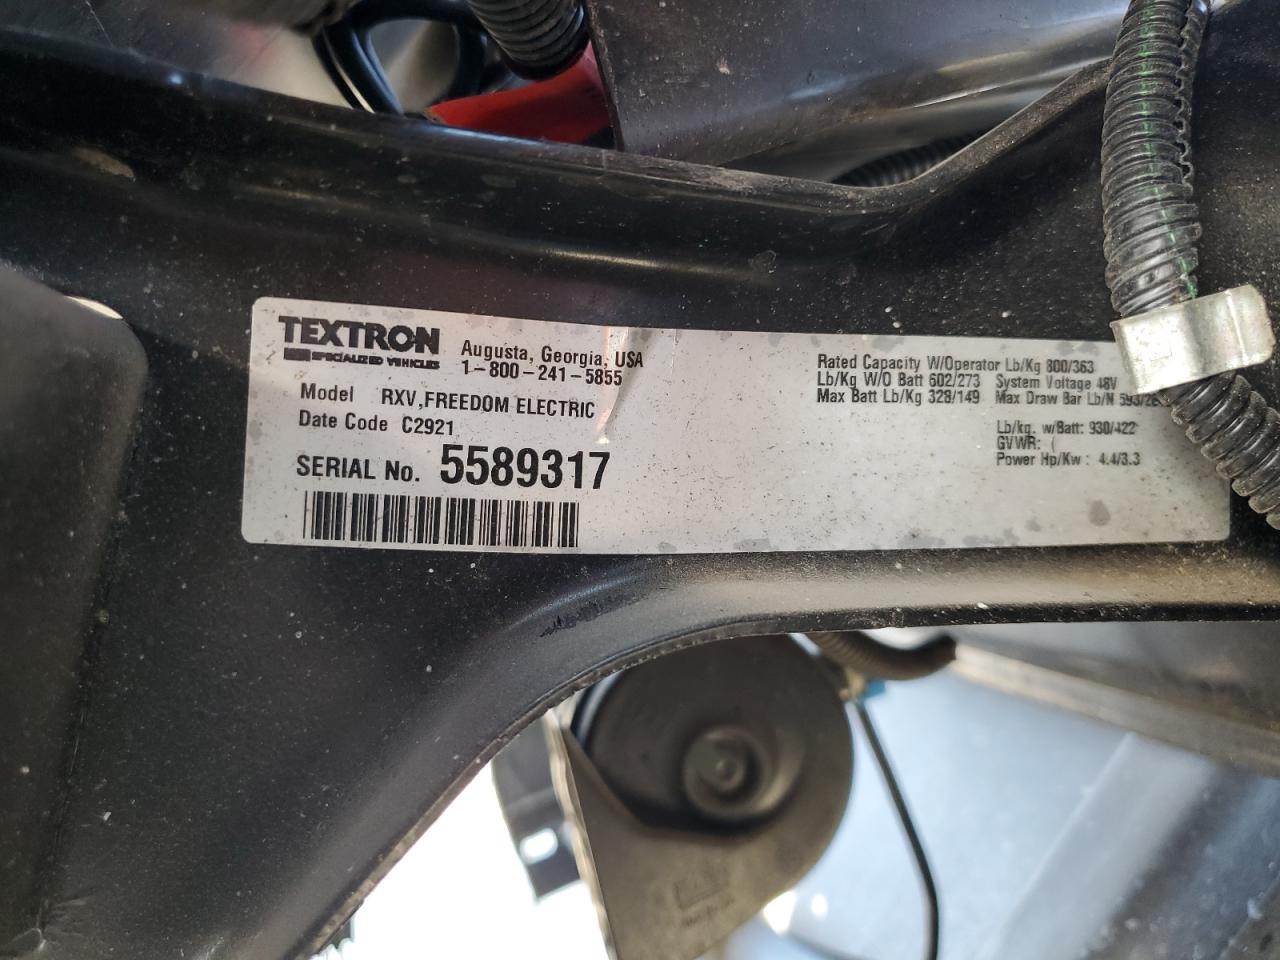 TEXTRON
SPECIALIZED VEHICLES
Augusta, Georgia, USA
1-800-241-5855
Model RXV,FREEDOM ELECTRIC
Date Code C2921
SERIAL No. 5589317
Rated Capacity W/Operator Lb/Kg 800/363
Lb/Kg W/O Batt 602/273 System Voltage 48V
Max Batt Lb/Kg 328/149 Max Draw Bar Lb/N 593/26
Lb/kg. w/Batt: 930/422
GVWR: (
Power Hp/Kw : 4.4/3.3